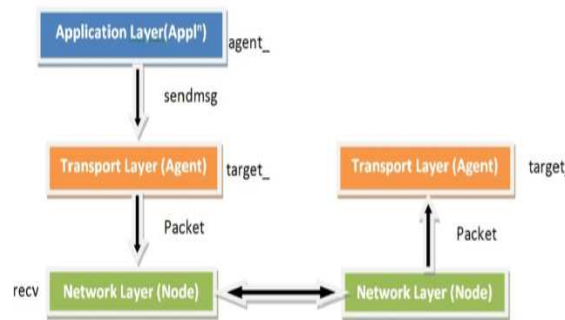 Application Layer(Applⁿ)
agent_
sendmsg
Transport Layer (Agent)
target_
Transport Layer (Agent)
target_
Packet
Packet
recv
Network Layer (Node)
Network Layer (Node)